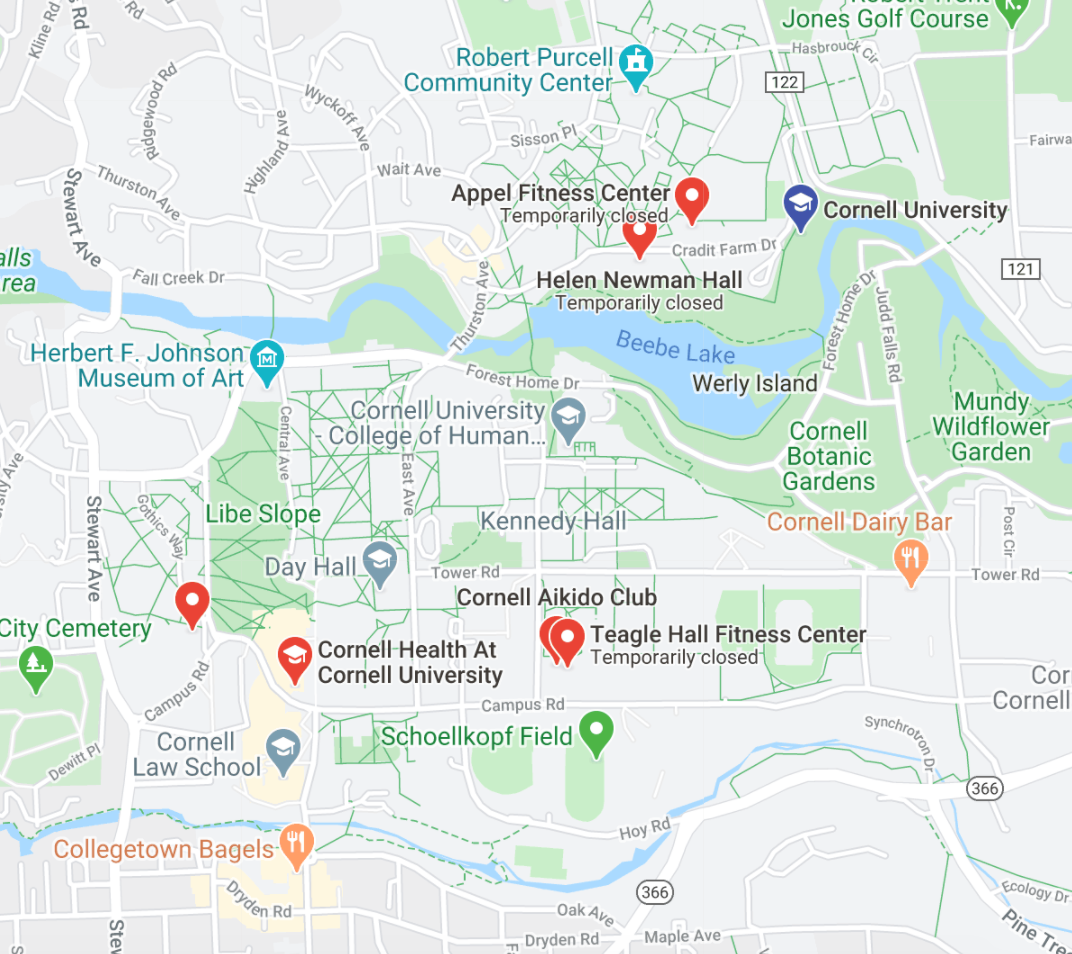 Robert Trent
Jones Golf Course
Kline Rd
Rd
s Rd
Hasbrouck Cir
Robert Purcell
Community Center
122
Ridgewood Rd
Wyckoff Ave
Highland Ave
Sisson Pl
Fairwa
Wait Ave
Thurston Ave
Stewart Ave
Appel Fitness Center
Temporarily closed
Cornell University
Cradit Farm Dr
alls
rea
Fall Creek Dr
Helen Newman Hall
Temporarily closed
121
Thurston Ave
Forest Home Dr
Judd Falls Rd
Beebe Lake
Herbert F. Johnson
Museum of Art
Forest Home Dr
Werly Island
Cornell University
- College of Human...
Central Ave
East Ave
Mundy
Wildflower
Garden
Cornell
Botanic
Gardens
rsity Ave
Stewart Ave
Gothics Way
Libe Slope
Kennedy Hall
Cornell Dairy Bar
Post Cir
Day Hall
Tower Rd
Tower Rd
Cornell Aikido Club
City Cemetery
Teagle Hall Fitness Center
Temporarily closed
Cornell Health At
Cornell University
Cor
Cornell
Campus Rd
Campus Rd
Schoellkopf Field
Synchrotron Dr
Cornell
Law School
Dewitt Pl
366
Hoy Rd
Collegetown Bagels
366
Dryden Rd
Ecology Dr
Oak Ave
Pine Tre
Stew
Dryden Rd
Maple Ave